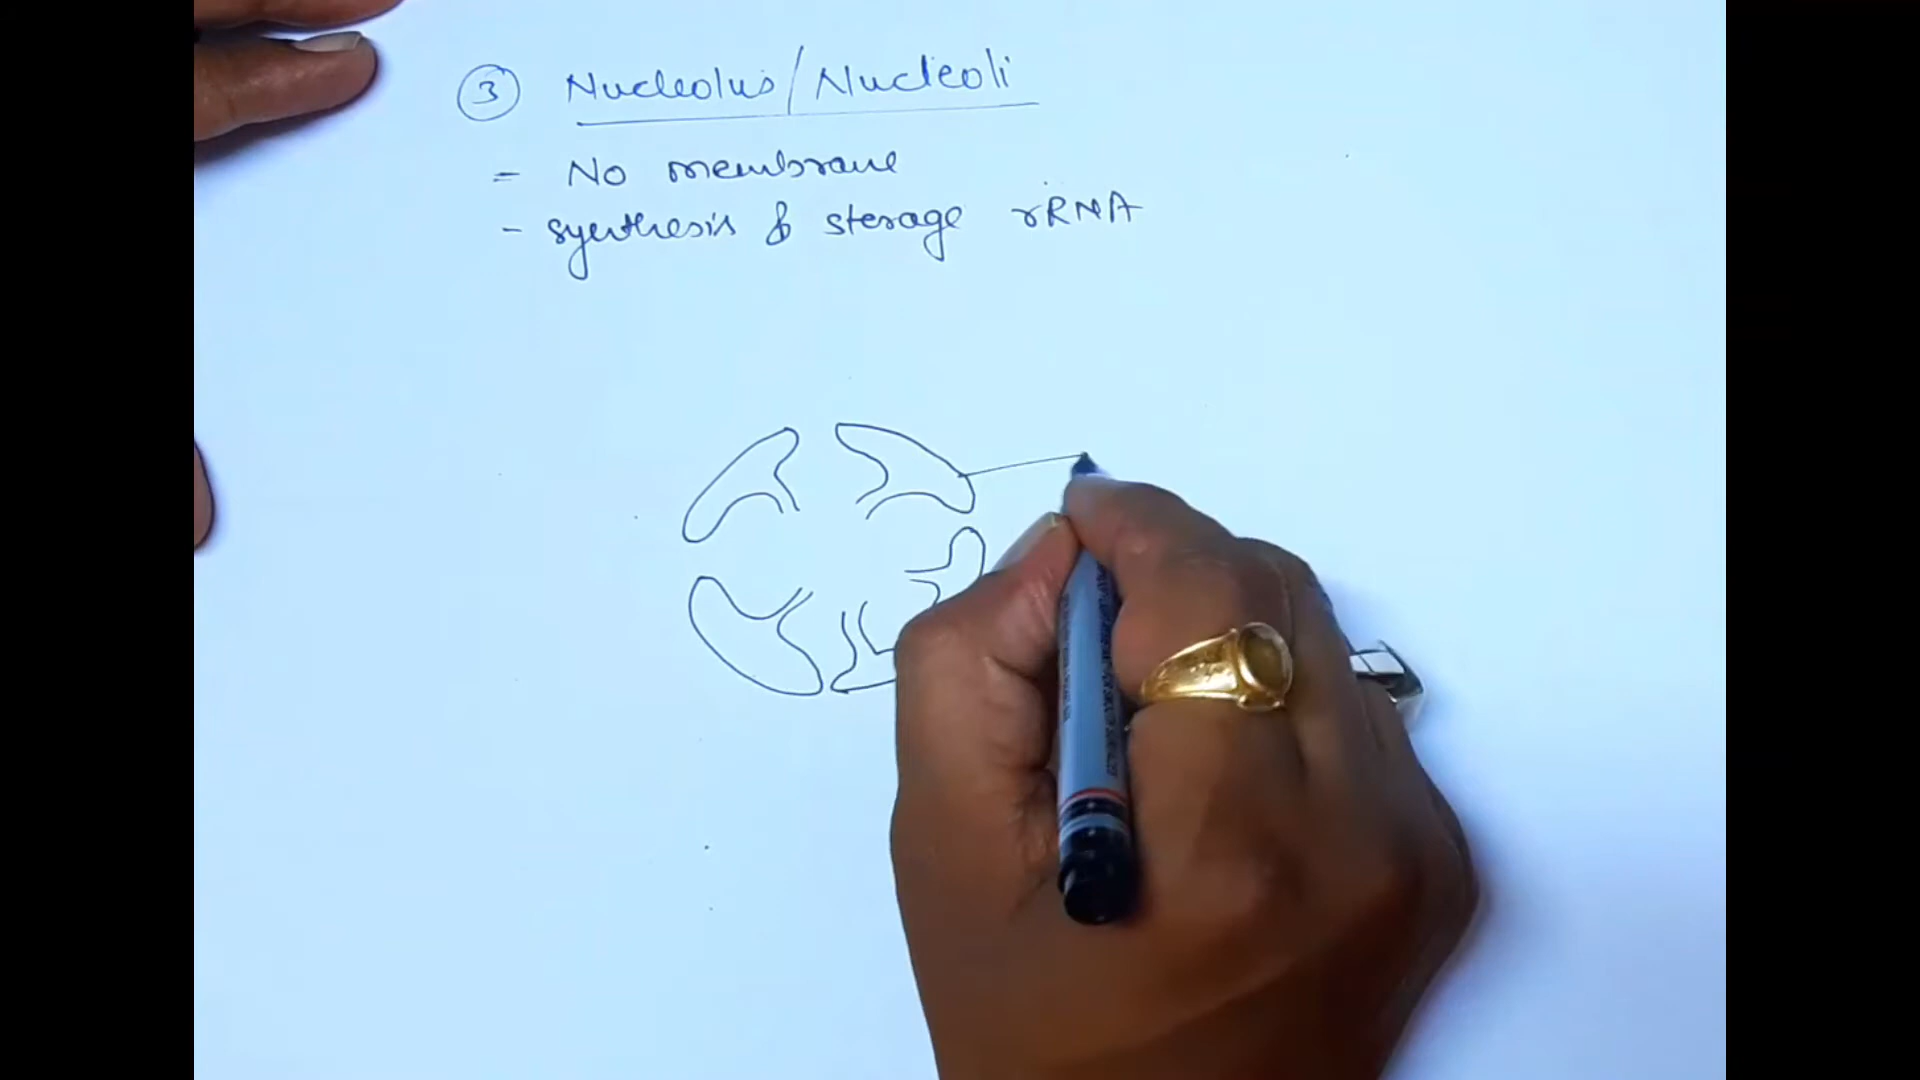 3 Nucleolus/Nucleoli
= No membrane
- synthesis & storage rRNA